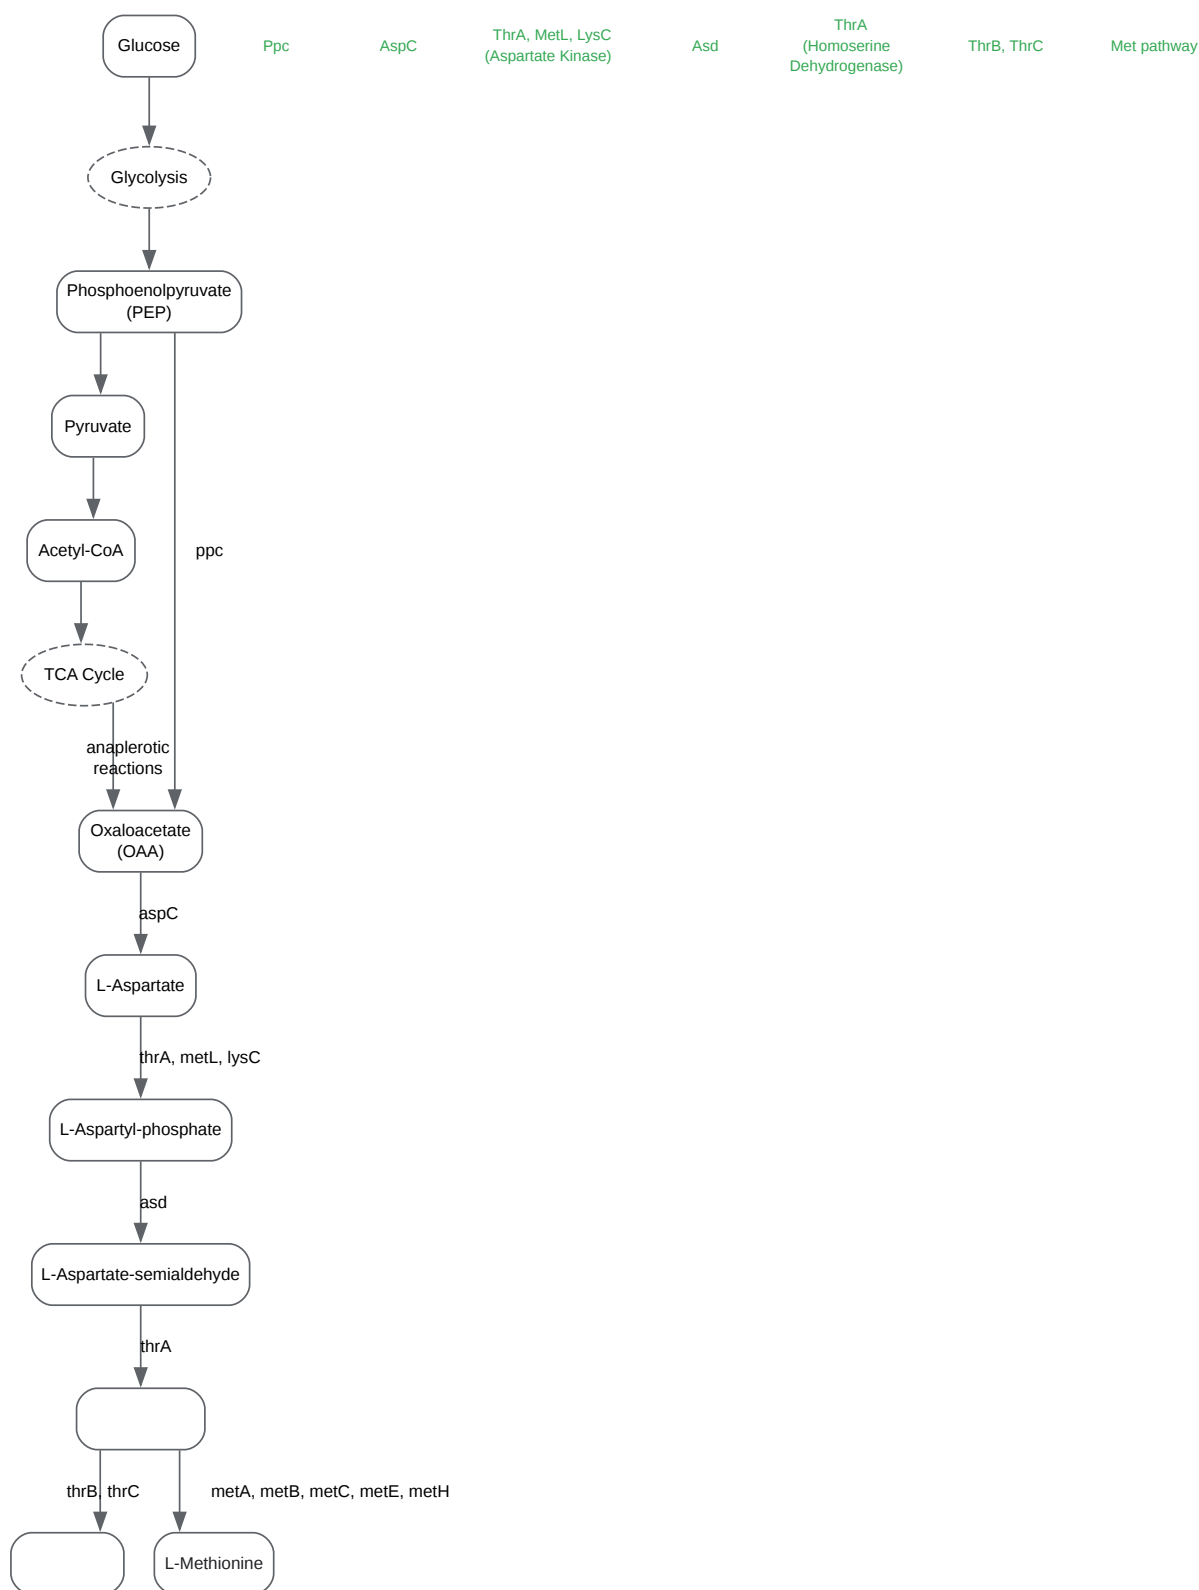 Glucose
Ppc
AspC
ThrA, MetL, LysC
(Aspartate Kinase)
Asd
ThrA
(Homoserine
Dehydrogenase)
ThrB, ThrC
Met pathway
Glycolysis
Phosphoenolpyruvate
(PEP)
Pyruvate
Acetyl-CoA
ppc
TCA Cycle
anaplerotic
reactions
Oxaloacetate
(OAA)
aspC
L-Aspartate
thrA, metL, lysC
L-Aspartyl-phosphate
asd
L-Aspartate-semialdehyde
thrA
thrB, thrC
metA, metB, metC, metE, metH
L-Methionine